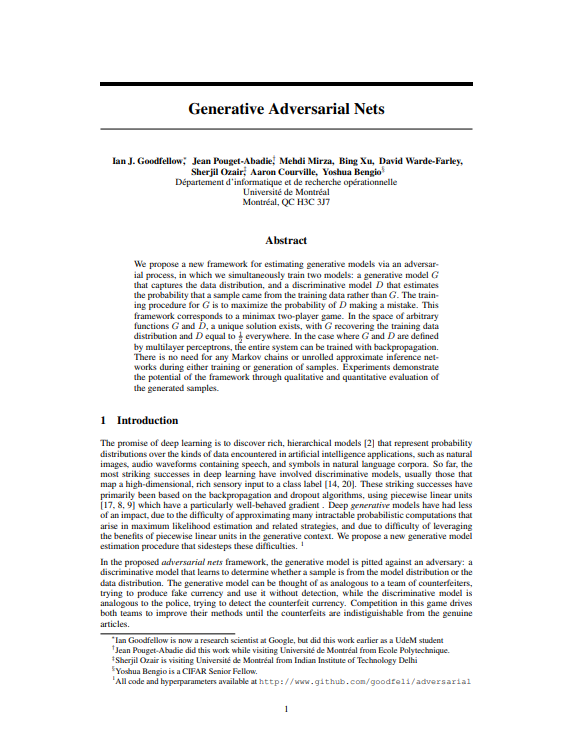 Generative Adversarial Nets
Ian J. Goodfellow,* Jean Pouget-Abadie,† Mehdi Mirza, Bing Xu, David Warde-Farley,
Sherjil Ozair,‡ Aaron Courville, Yoshua Bengio§
Département d'informatique et de recherche opérationnelle
Université de Montréal
Montréal, QC H3C 3J7
Abstract
We propose a new framework for estimating generative models via an adversar-
ial process, in which we simultaneously train two models: a generative model G
that captures the data distribution, and a discriminative model D that estimates
the probability that a sample came from the training data rather than G. The train-
ing procedure for G is to maximize the probability of D making a mistake. This
framework corresponds to a minimax two-player game. In the space of arbitrary
functions G and D, a unique solution exists, with G recovering the training data
distribution and D equal to 1/2 everywhere. In the case where G and D are defined
by multilayer perceptrons, the entire system can be trained with backpropagation.
There is no need for any Markov chains or unrolled approximate inference net-
works during either training or generation of samples. Experiments demonstrate
the potential of the framework through qualitative and quantitative evaluation of
the generated samples.
1 Introduction
The promise of deep learning is to discover rich, hierarchical models [2] that represent probability
distributions over the kinds of data encountered in artificial intelligence applications, such as natural
images, audio waveforms containing speech, and symbols in natural language corpora. So far, the
most striking successes in deep learning have involved discriminative models, usually those that
map a high-dimensional, rich sensory input to a class label [14, 20]. These striking successes have
primarily been based on the backpropagation and dropout algorithms, using piecewise linear units
[17, 8, 9] which have a particularly well-behaved gradient . Deep generative models have had less
of an impact, due to the difficulty of approximating many intractable probabilistic computations that
arise in maximum likelihood estimation and related strategies, and due to difficulty of leveraging
the benefits of piecewise linear units in the generative context. We propose a new generative model
estimation procedure that sidesteps these difficulties. 1
In the proposed adversarial nets framework, the generative model is pitted against an adversary: a
discriminative model that learns to determine whether a sample is from the model distribution or the
data distribution. The generative model can be thought of as analogous to a team of counterfeiters,
trying to produce fake currency and use it without detection, while the discriminative model is
analogous to the police, trying to detect the counterfeit currency. Competition in this game drives
both teams to improve their methods until the counterfeits are indistiguishable from the genuine
articles.
*Ian Goodfellow is now a research scientist at Google, but did this work earlier as a UdeM student
†Jean Pouget-Abadie did this work while visiting Université de Montréal from Ecole Polytechnique.
‡Sherjil Ozair is visiting Université de Montréal from Indian Institute of Technology Delhi
§Yoshua Bengio is a CIFAR Senior Fellow.
1All code and hyperparameters available at http://www.github.com/goodfeli/adversarial
1